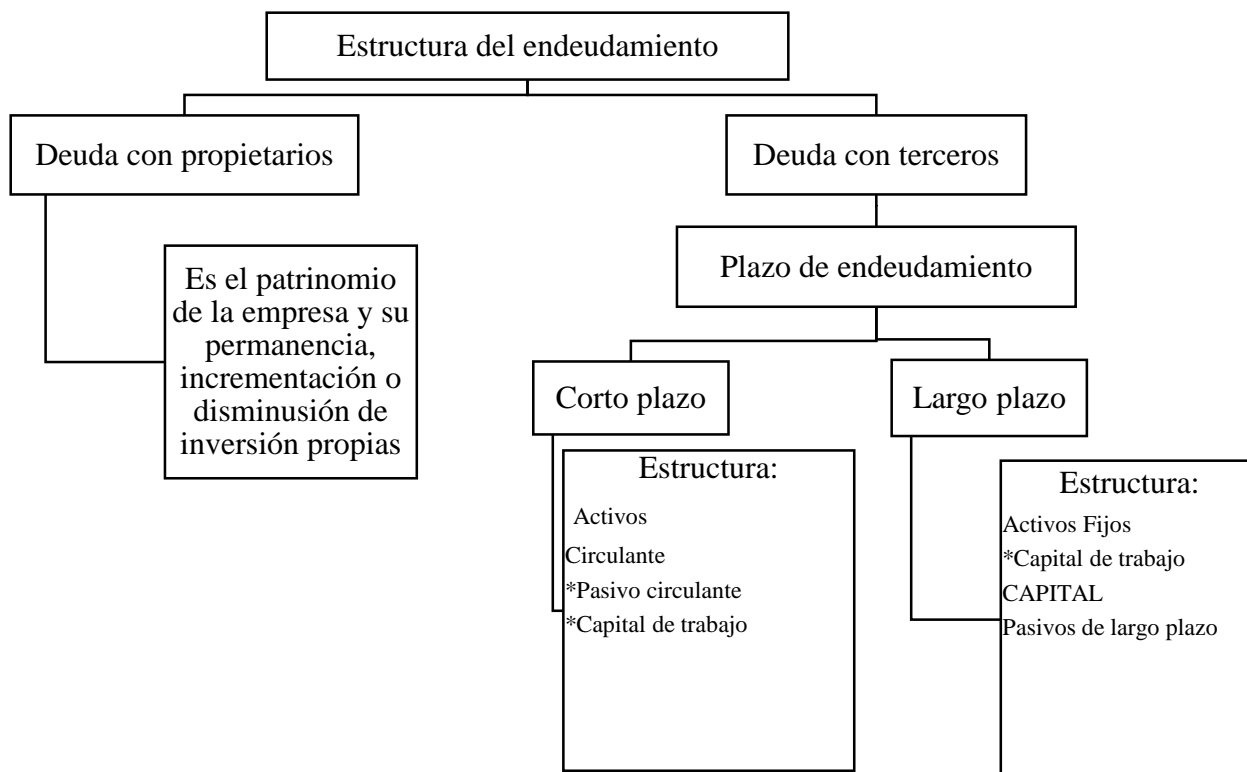 Estructura del endeudamiento
Deuda con propietarios
Deuda con terceros
Es el patrinomio
de la empresa y su
permanencia,
incrementación o
disminusión de
inversión propias
Plazo de endeudamiento
Corto plazo
Largo plazo
Estructura:
Activos
Circulante
*Pasivo circulante
*Capital de trabajo
Estructura:
Activos Fijos
*Capital de trabajo
CAPITAL
Pasivos de largo plazo